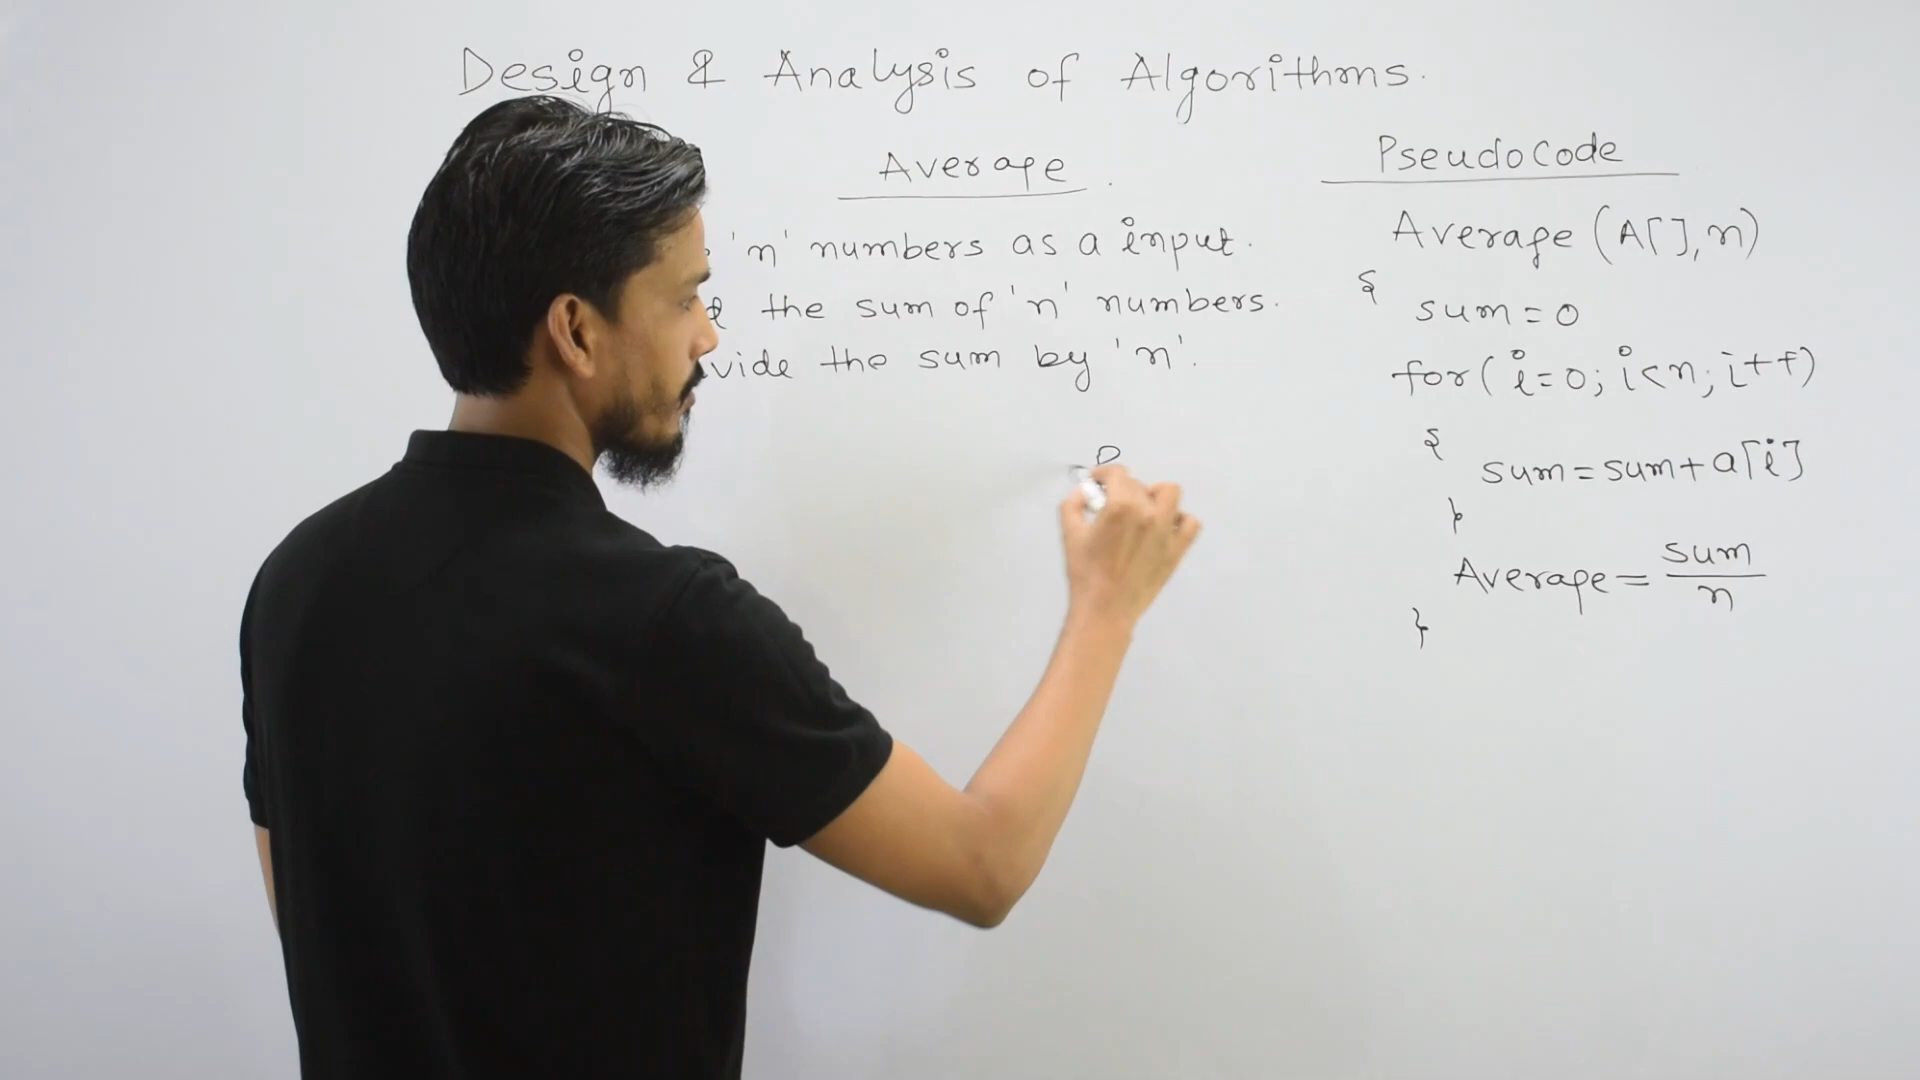 Design & Analysis of Algorithms.
Average
'n' numbers as a input.
the sum of 'n' numbers.
vide the sum by 'n'.
Pseudocode
Average (A[], n)
{
sum = 0
for( i=0; i<n; i++)
{
sum = sum + a[i]
}
Average = sum
n
}